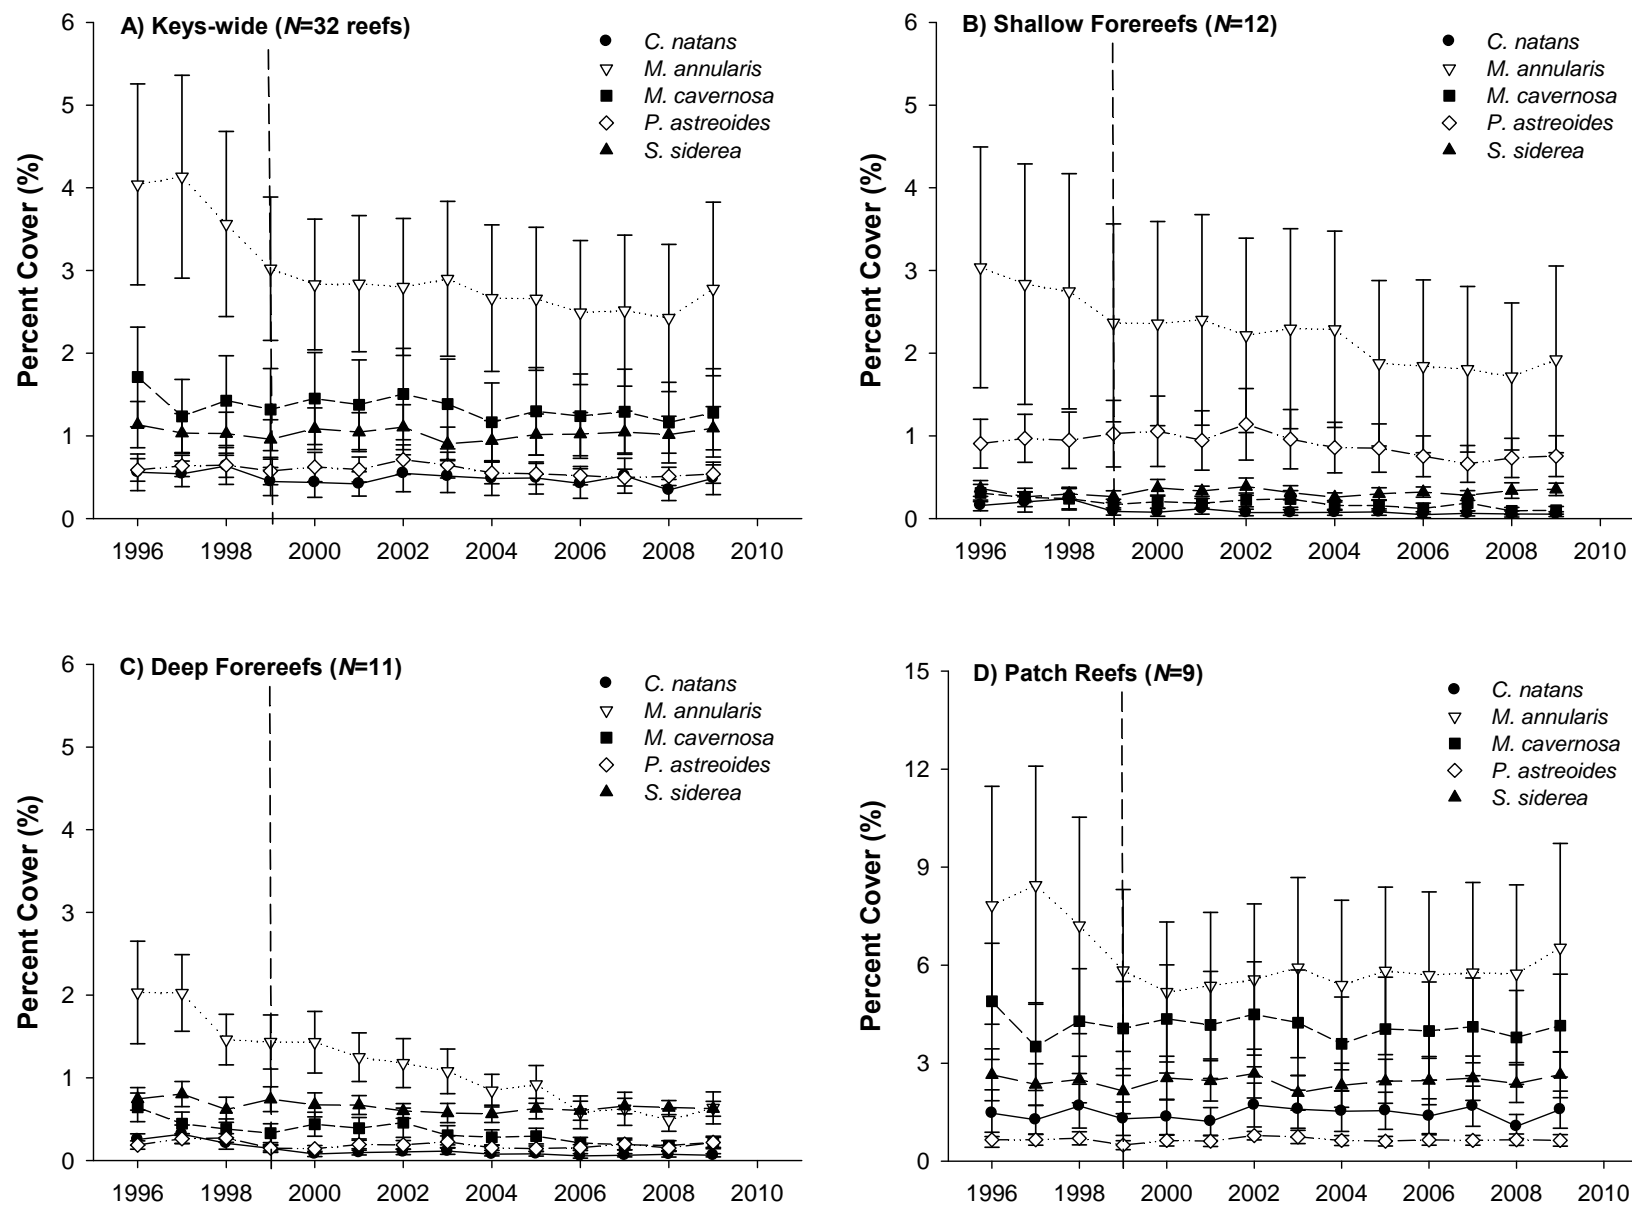 A) Keys-wide (N=32 reefs)
C. natans
M. annularis
M. cavernosa
P. astreoides
S. siderea
Percent Cover (%)
6
5
4
3
2
1
0
1996 1998 2000 2002 2004 2006 2008 2010
B) Shallow Forereefs (N=12)
C. natans
M. annularis
M. cavernosa
P. astreoides
S. siderea
Percent Cover (%)
6
5
4
3
2
1
0
1996 1998 2000 2002 2004 2006 2008 2010
C) Deep Forereefs (N=11)
C. natans
M. annularis
M. cavernosa
P. astreoides
S. siderea
Percent Cover (%)
6
5
4
3
2
1
0
1996 1998 2000 2002 2004 2006 2008 2010
D) Patch Reefs (N=9)
C. natans
M. annularis
M. cavernosa
P. astreoides
S. siderea
Percent Cover (%)
15
12
9
6
3
0
1996 1998 2000 2002 2004 2006 2008 2010